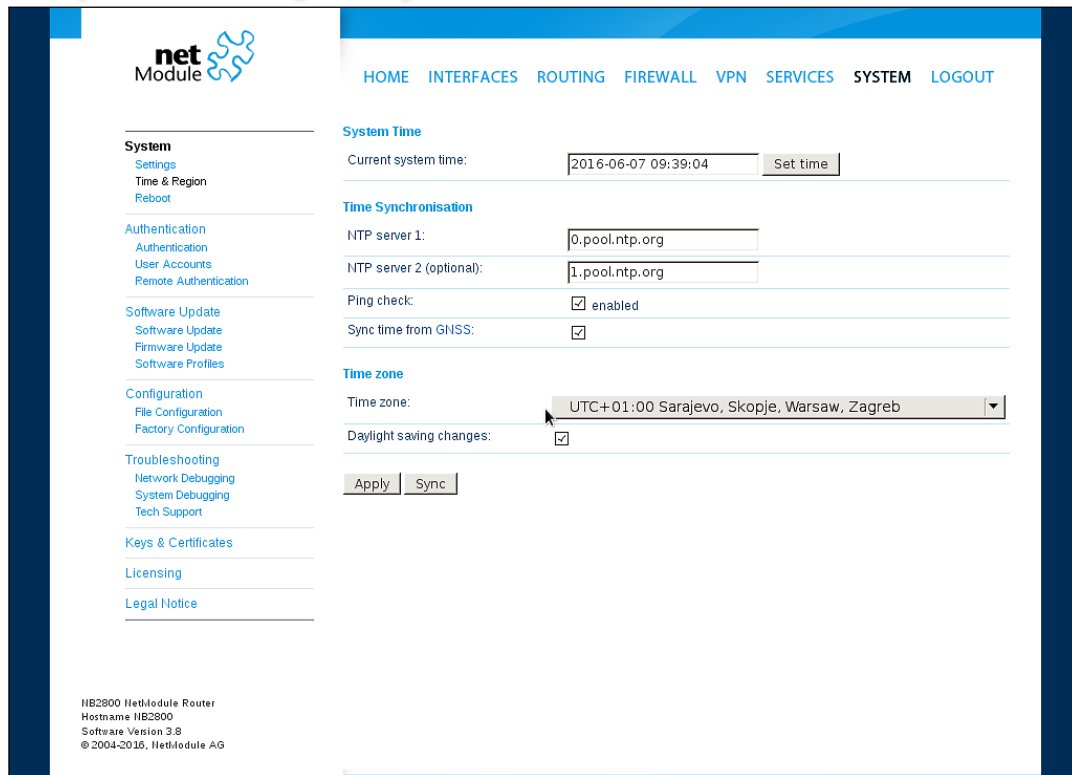 net
Module
HOME INTERFACES ROUTING FIREWALL VPN SERVICES SYSTEM LOGOUT
System
Settings
Time & Region
Reboot
Authentication
Authentication
User Accounts
Remote Authentication
Software Update
Software Update
Firmware Update
Software Profiles
Configuration
File Configuration
Factory Configuration
Troubleshooting
Network Debugging
System Debugging
Tech Support
Keys & Certificates
Licensing
Legal Notice
System Time
Current system time: 2016-06-07 09:39:04 Set time
Time Synchronisation
NTP server 1: 0.pool.ntp.org
NTP server 2 (optional): 1.pool.ntp.org
Ping check: enabled
Sync time from GNSS:
Time zone
Time zone: UTC+01:00 Sarajevo, Skopje, Warsaw, Zagreb
Daylight saving changes:
Apply Sync
NB2800 NetModule Router
Hostname NB2800
Software Version 3.8
© 2004-2016, NetModule AG